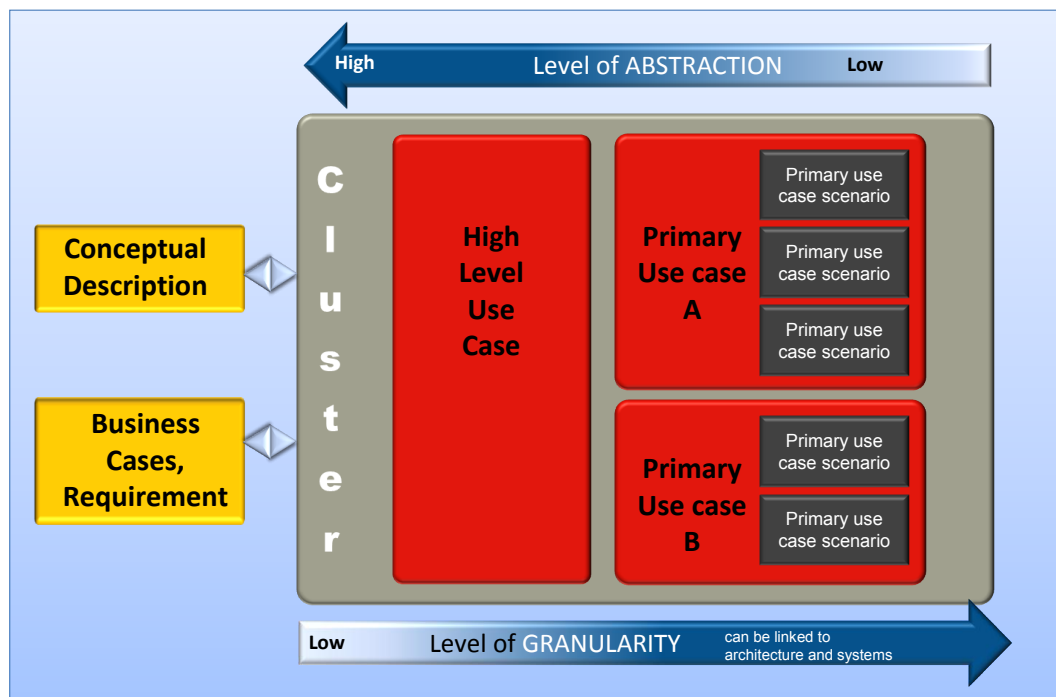 High Level of ABSTRACTION Low
Cluster
Conceptual
Description
Business
Cases,
Requirement
High
Level
Use
Case
Primary
Use case
A
Primary use
case scenario
Primary use
case scenario
Primary use
case scenario
Primary
Use case
B
Primary use
case scenario
Primary use
case scenario
Low Level of GRANULARITY can be linked to
architecture and systems